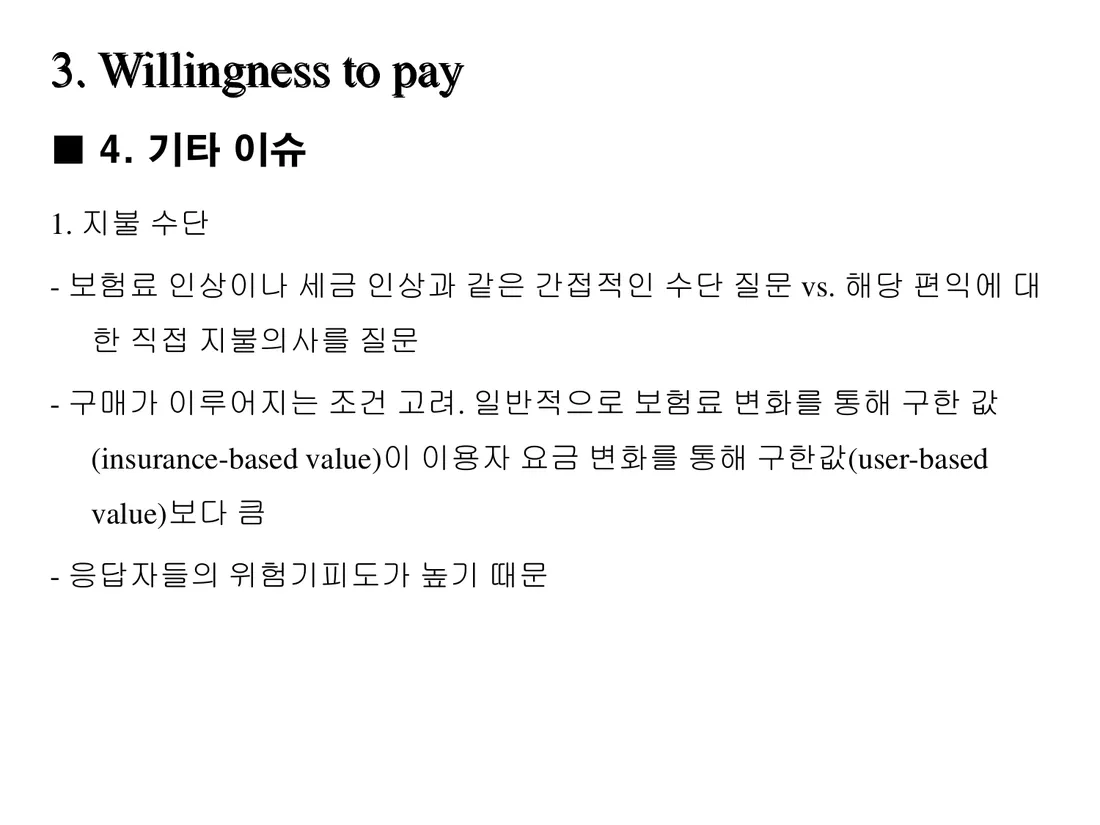 3. Willingness to pay
■ 4. 기타 이슈
1. 지불 수단
- 보험료 인상이나 세금 인상과 같은 간접적인 수단 질문 vs. 해당 편익에 대
한 직접 지불의사를 질문
- 구매가 이루어지는 조건 고려. 일반적으로 보험료 변화를 통해 구한 값
(insurance-based value)이 이용자 요금 변화를 통해 구한값(user-based
value)보다 큼
- 응답자들의 위험기피도가 높기 때문